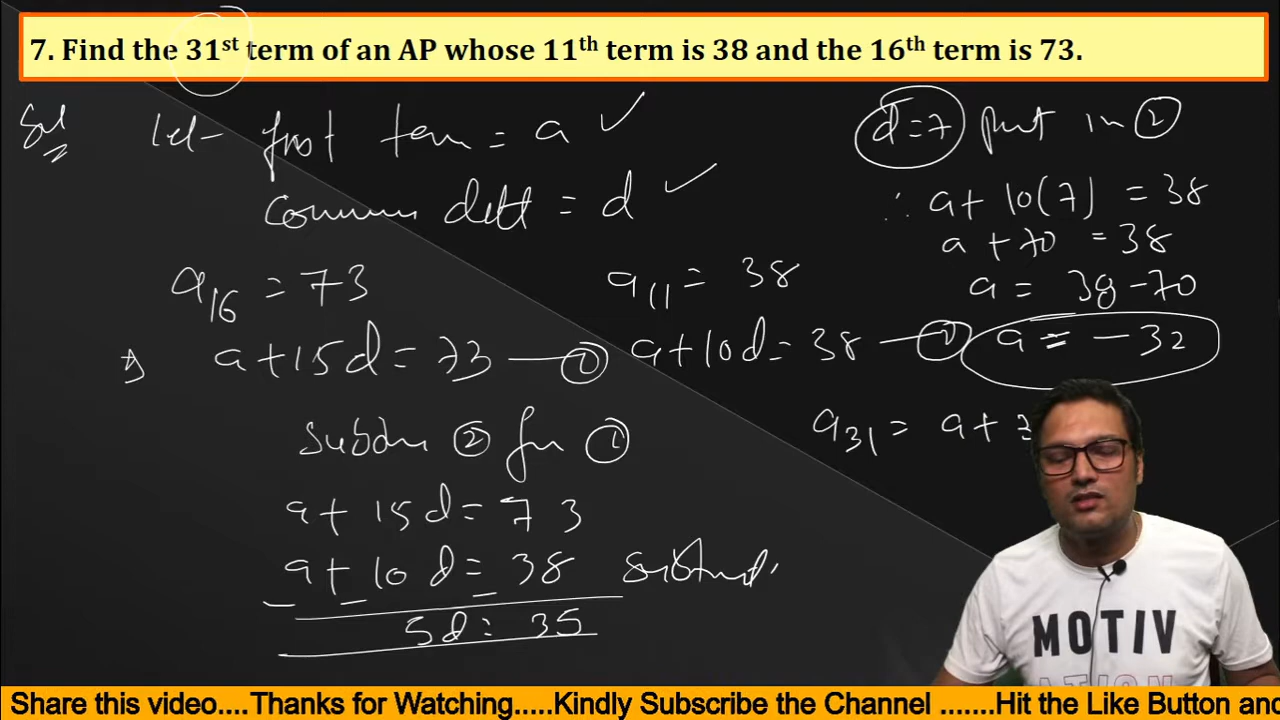 7. Find the 31st term of an AP whose 11th term is 38 and the 16th term is 73.
Sol
let first term = a ✓
common diff = d ✓
a16 = 73
⇒ a + 15d = 73 — ①
a11 = 38
a + 10d = 38 — ②
② ①
a + 15d = 73
a + 10d = 38 subtract
5d = 35
d = 7 put in ②
∴ a + 10(7) = 38
a + 70 = 38
a = 38 - 70
a = -32
a31 = a + 3
MOTIV
ATION
Share this video....Thanks for Watching.....Kindly Subscribe the Channel .......Hit the Like Button and